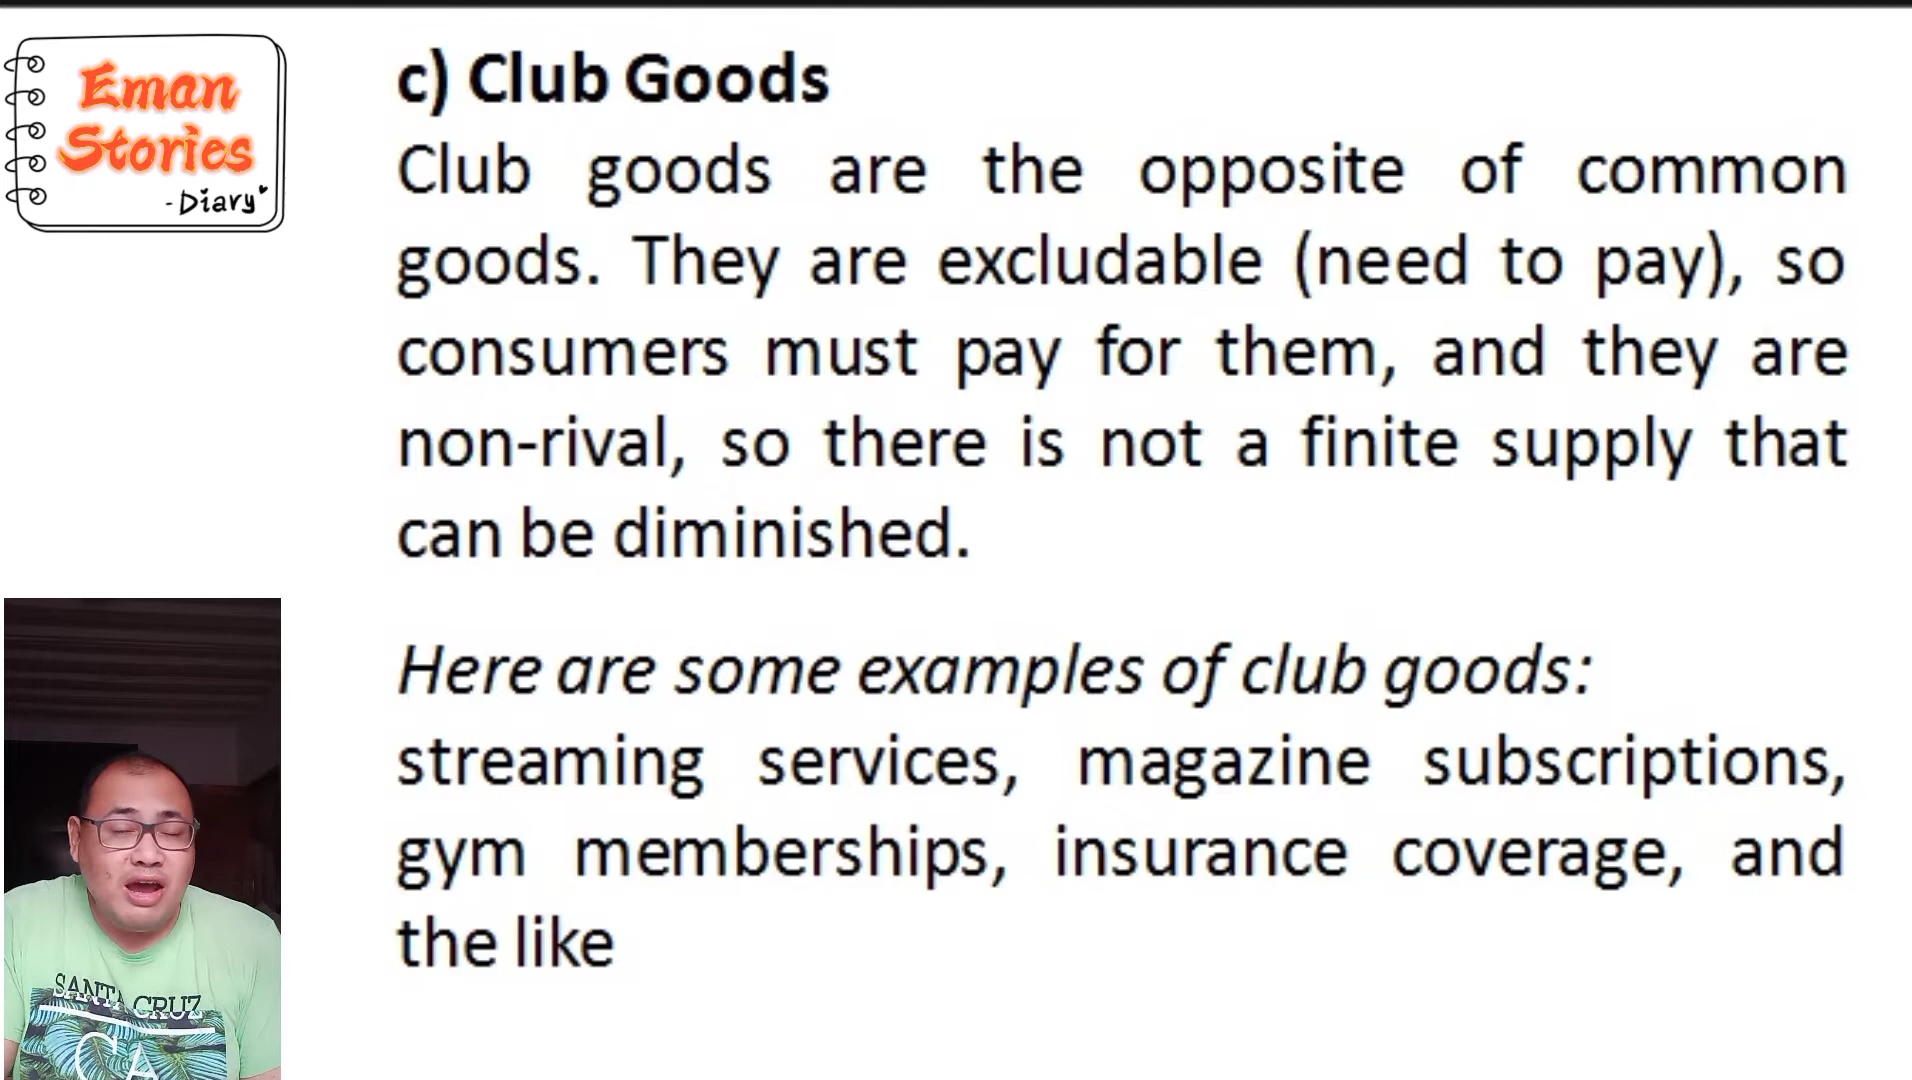 Eman
Stories
-Diary
c) Club Goods
Club goods are the opposite of common
goods. They are excludable (need to pay), so
consumers must pay for them, and they are
non-rival, so there is not a finite supply that
can be diminished.
Here are some examples of club goods:
streaming services, magazine subscriptions,
gym memberships, insurance coverage, and
the like
SANTA CRUZ
CA